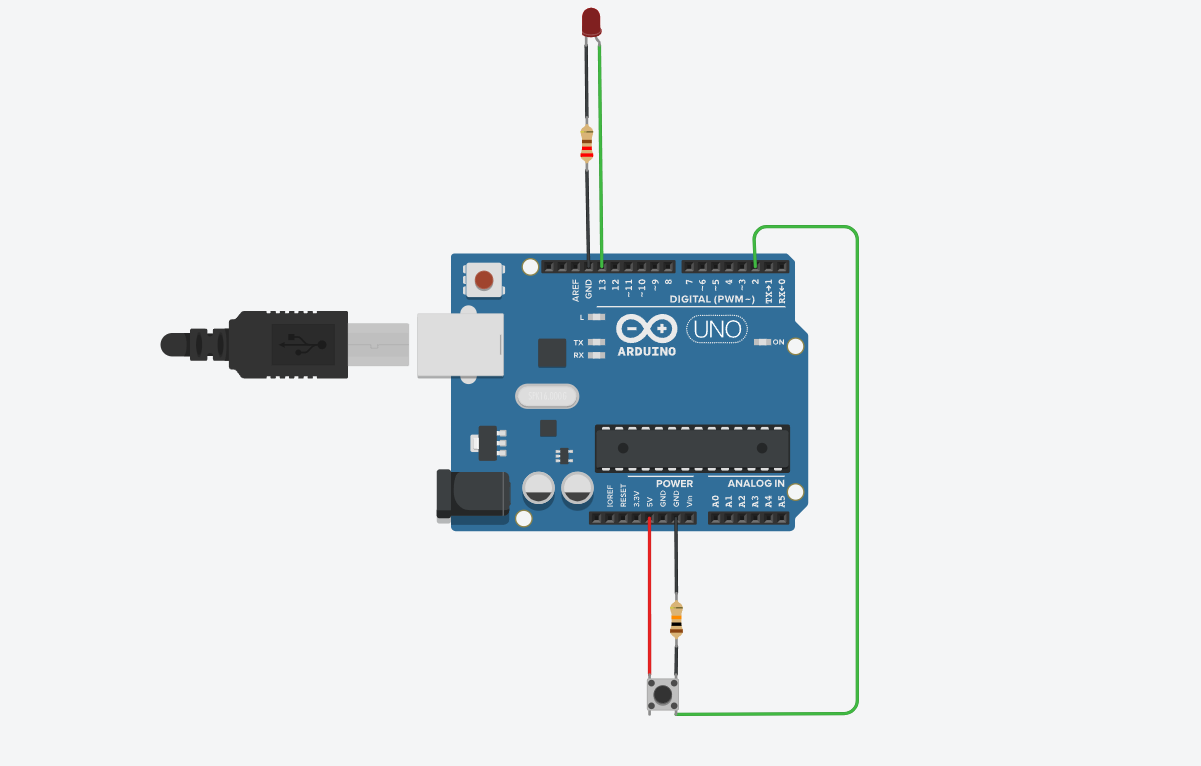 AREF
GND
13
12
~11
~10
~9
8
7
~6
~5
4
~3
2
TX→1
RX←0
DIGITAL (PWM~)
L
TX
RX
ARDUINO
UNO
ON
IOREF
RESET
3.3V
5V
GND
GND
Vin
POWER
ANALOG IN
A0
A1
A2
A3
A4
A5